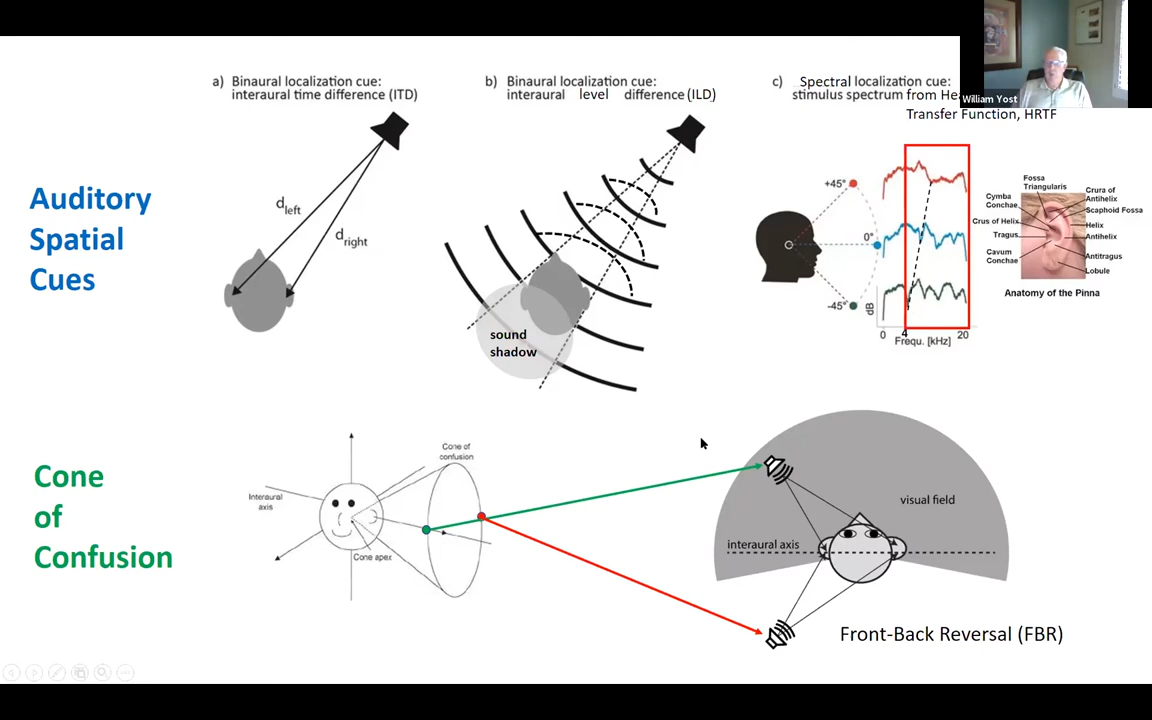 a) Binaural localization cue:
interaural time difference (ITD)
b) Binaural localization cue:
interaural level difference (ILD)
c) Spectral localization cue:
stimulus spectrum from
Transfer Function, HRTF
William Yost
Auditory
Spatial
Cues
d left
d right
sound
shadow
+45°
0°
-45°
dB
0 4 20
Frequ. [kHz]
Fossa
Triangularis
Cymba
Conchae
Crus of Helix
Tragus
Cavum
Conchae
Crura of
Antihelix
Scaphoid Fossa
Helix
Antihelix
Antitragus
Lobule
Anatomy of the Pinna
Cone
of
Confusion
Interaural
axis
Cone of
confusion
Cone apex
visual field
interaural axis
Front-Back Reversal (FBR)